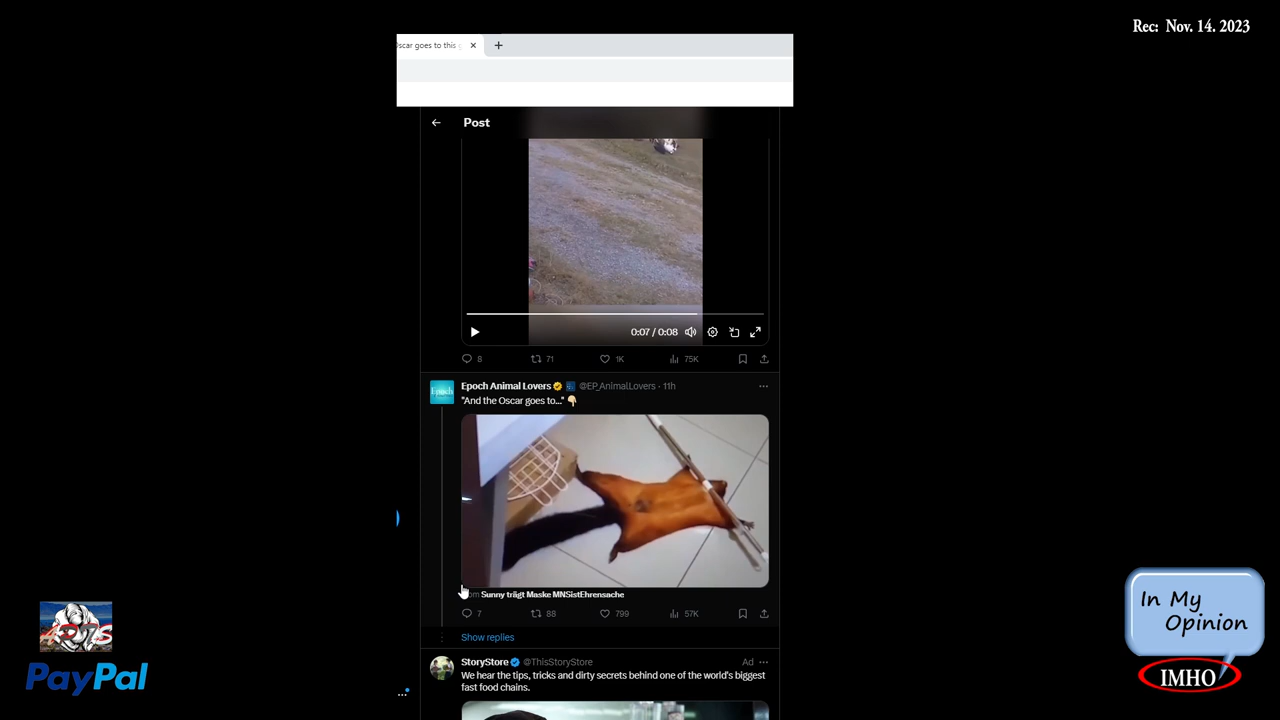 Rec: Nov. 14. 2023
Oscar goes to this
Post
0:07 / 0:08
8 71 1K 75K
Epoch
Epoch Animal Lovers @EP_AnimalLovers · 11h
"And the Oscar goes to..." 👇🏼
Sunny trägt Maske MNSistEhrensache
7 88 799 57K
Show replies
StoryStore @ThisStoryStore Ad
We hear the tips, tricks and dirty secrets behind one of the world's biggest
fast food chains.
PayPal
In My
Opinion
IMHO